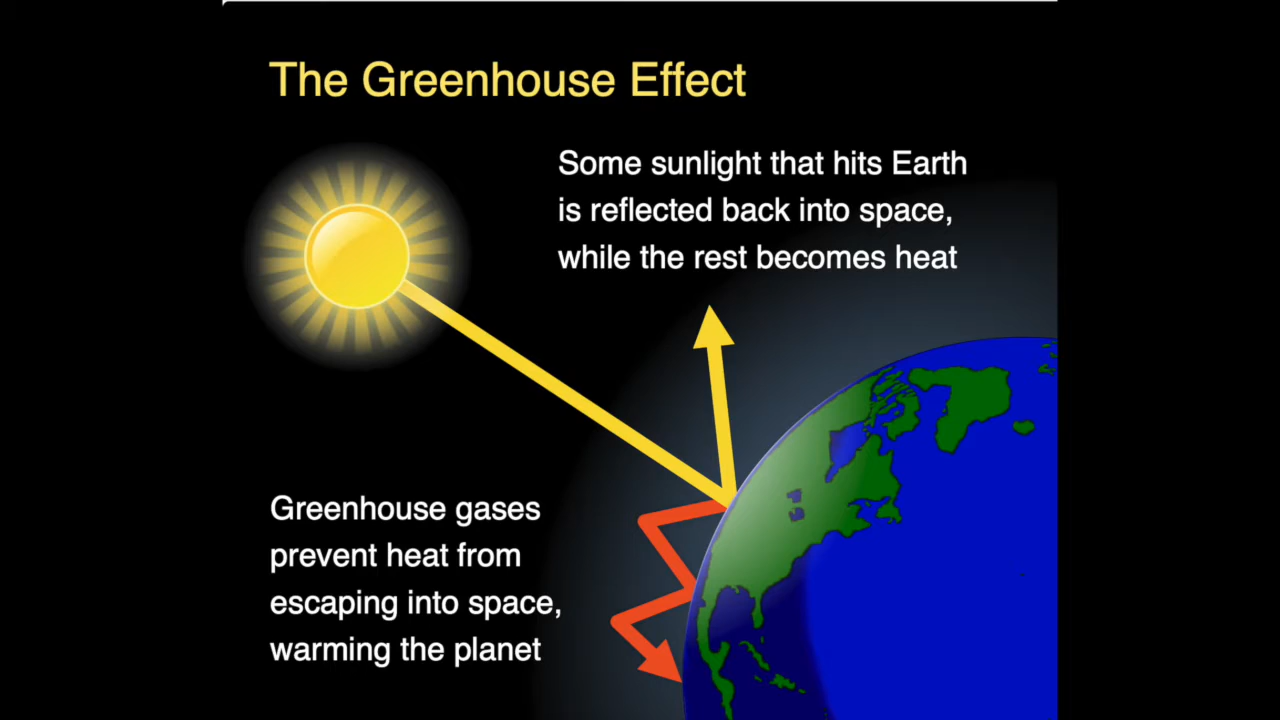 The Greenhouse Effect
Some sunlight that hits Earth
is reflected back into space,
while the rest becomes heat
Greenhouse gases
prevent heat from
escaping into space,
warming the planet